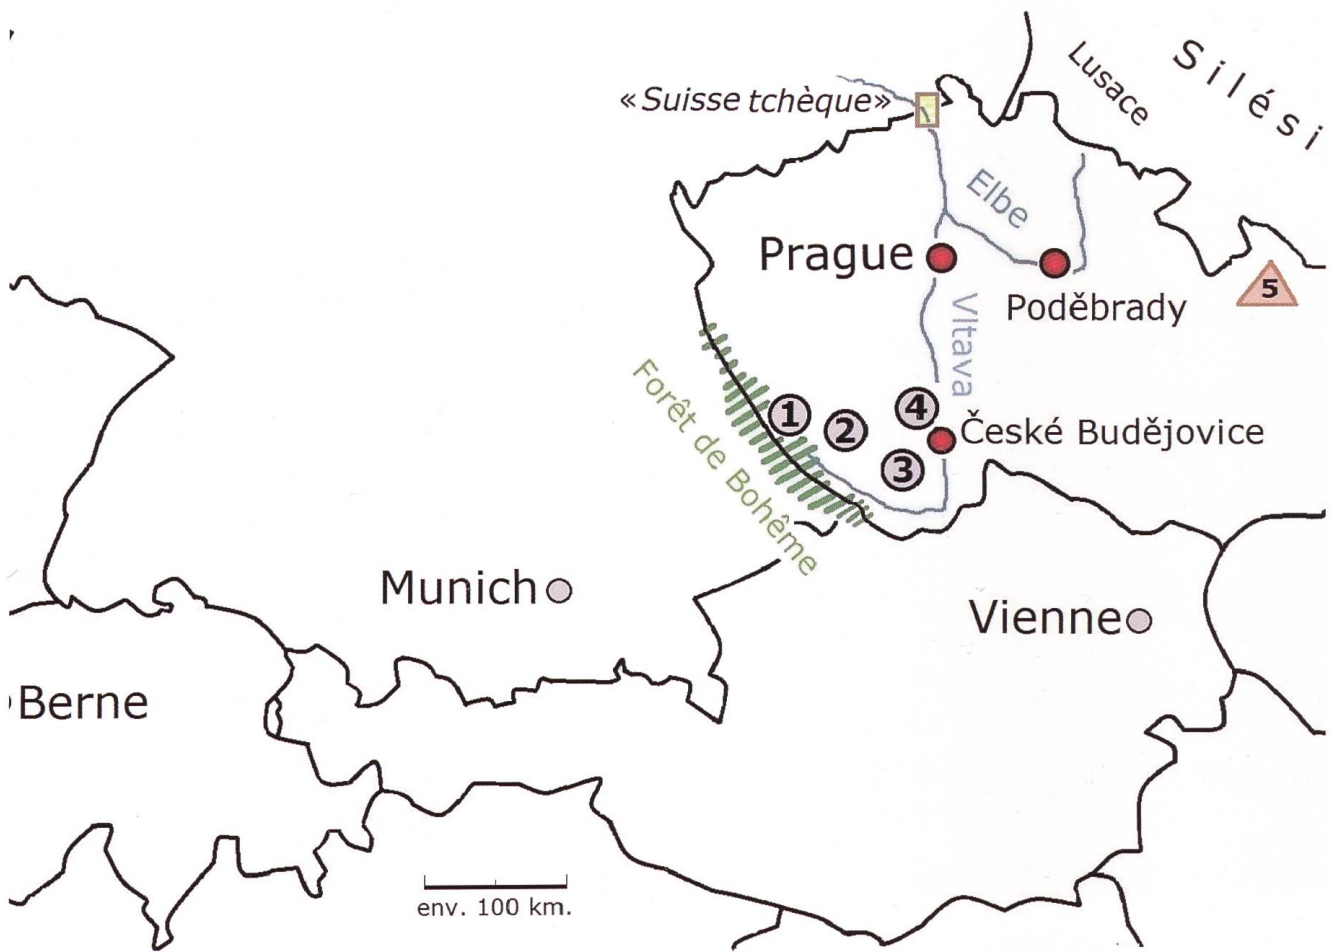 Silési
Lusace
«Suisse tchèque»
Elbe
Prague
Poděbrady
5
Vltava
Forêt de Bohême
1
2
4
3
České Budějovice
Munich
Vienne
Berne
env. 100 km.